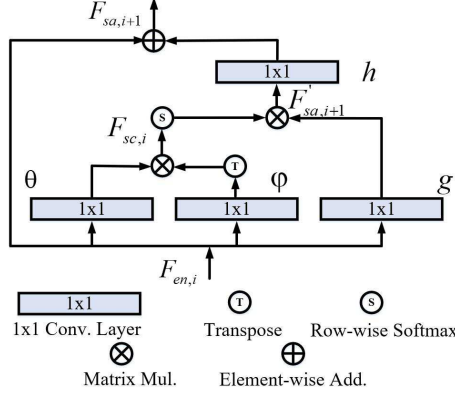 F_{sa,i+1}
1x1
h
S
F'_{sa,i+1}
F_{sc,i}
T
θ
φ
g
1x1
1x1
1x1
F_{en,i}
1x1
T
S
1x1 Conv. Layer
Transpose
Row-wise Softmax
Matrix Mul.
Element-wise Add.